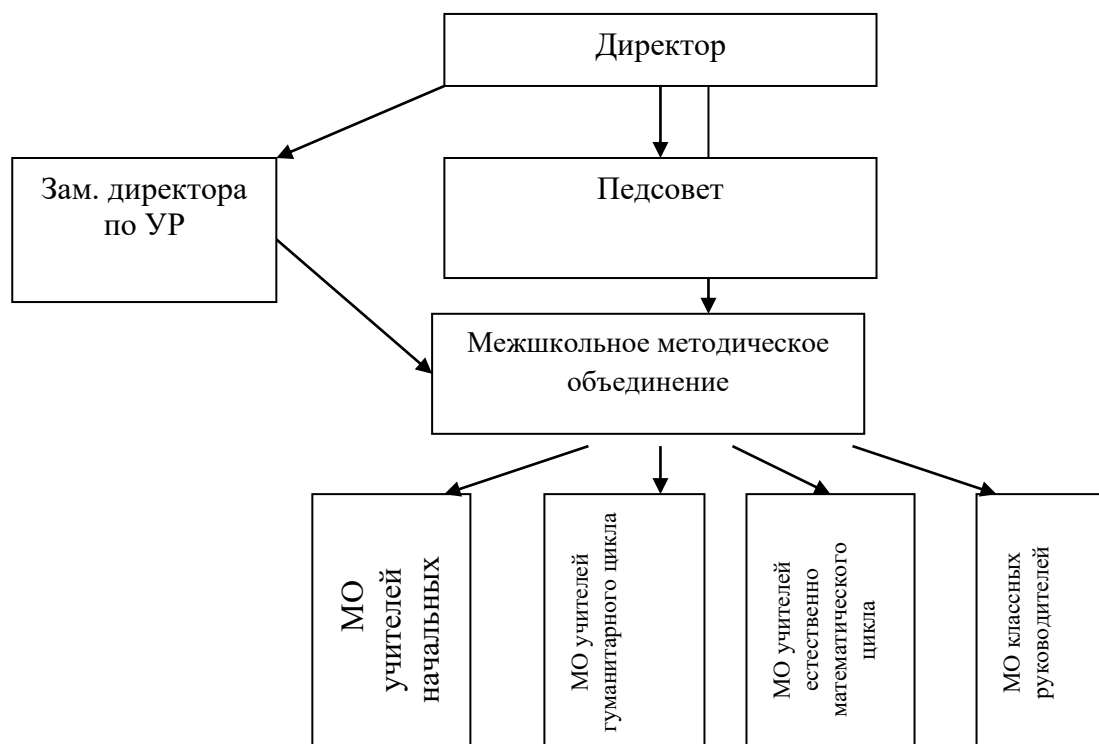 Директор
Зам. директора
по УР
Педсовет
Межшкольное методическое
объединение
МО
учителей
начальных
МО учителей
гуманитарного цикла
МО учителей
естественно
математического
цикла
МО классных
руководителей